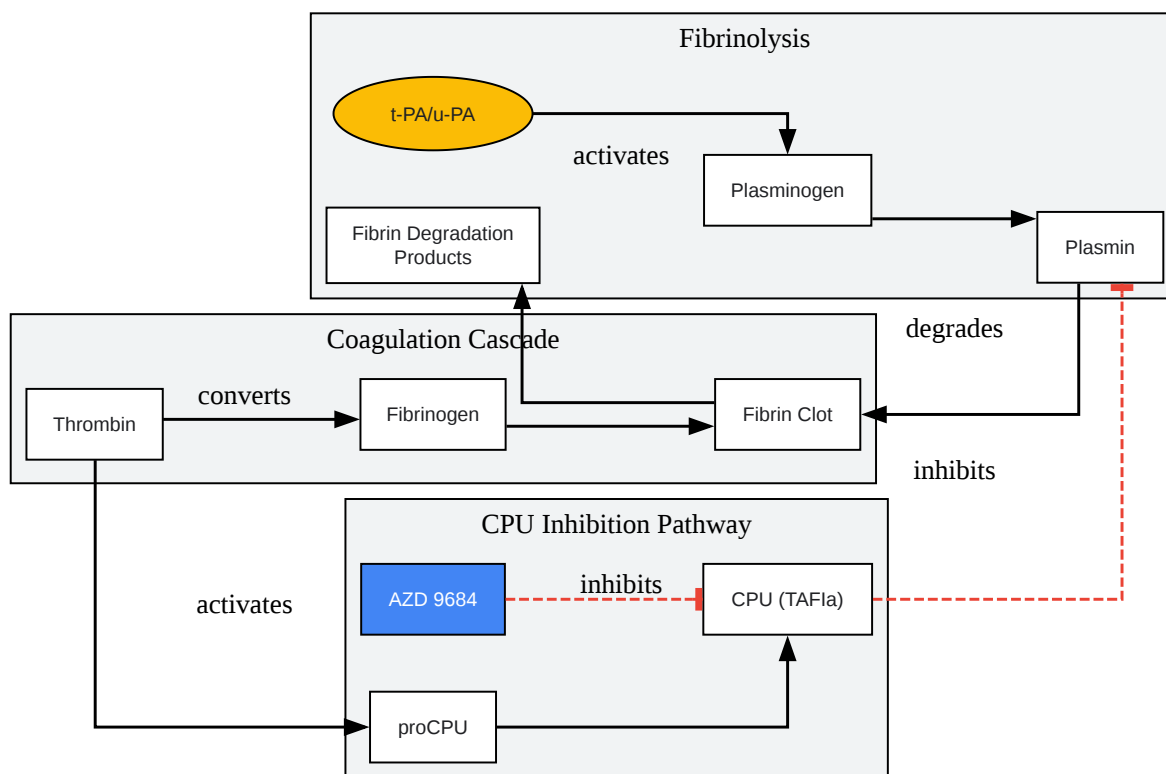 Fibrinolysis
t-PA/u-PA
activates
Plasminogen
Fibrin Degradation
Products
Plasmin
degrades
Coagulation Cascade
converts
Thrombin
Fibrinogen
Fibrin Clot
inhibits
CPU Inhibition Pathway
AZD 9684
inhibits
CPU (TAFIa)
activates
proCPU